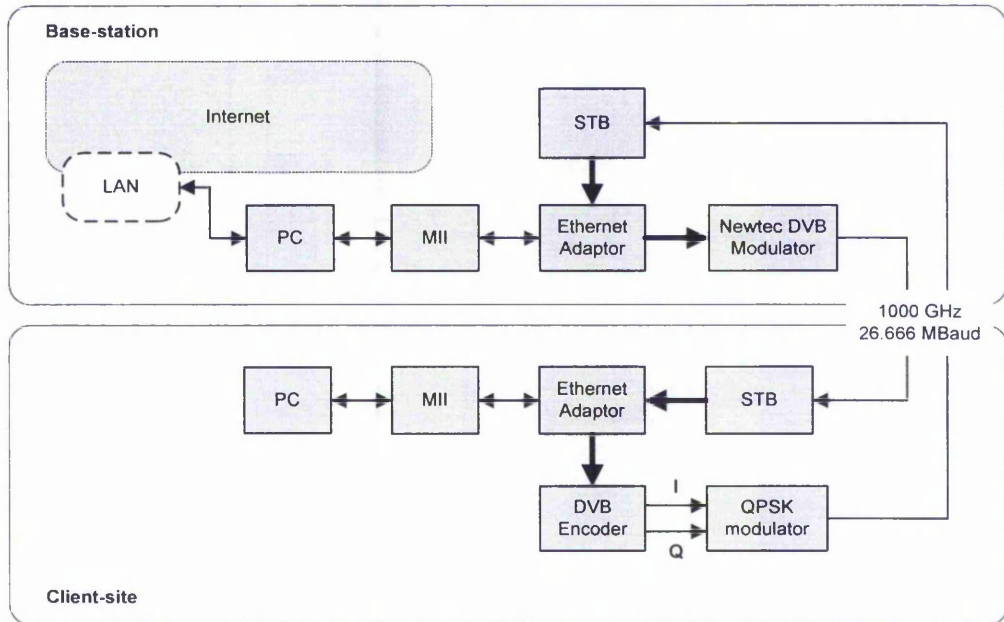 Base-station
Internet
STB
LAN
PC
MII
Ethernet
Adaptor
Newtec DVB
Modulator
1000 GHz
26.666 MBaud
PC
MII
Ethernet
Adaptor
STB
DVB
Encoder
I
Q
QPSK
modulator
Client-site